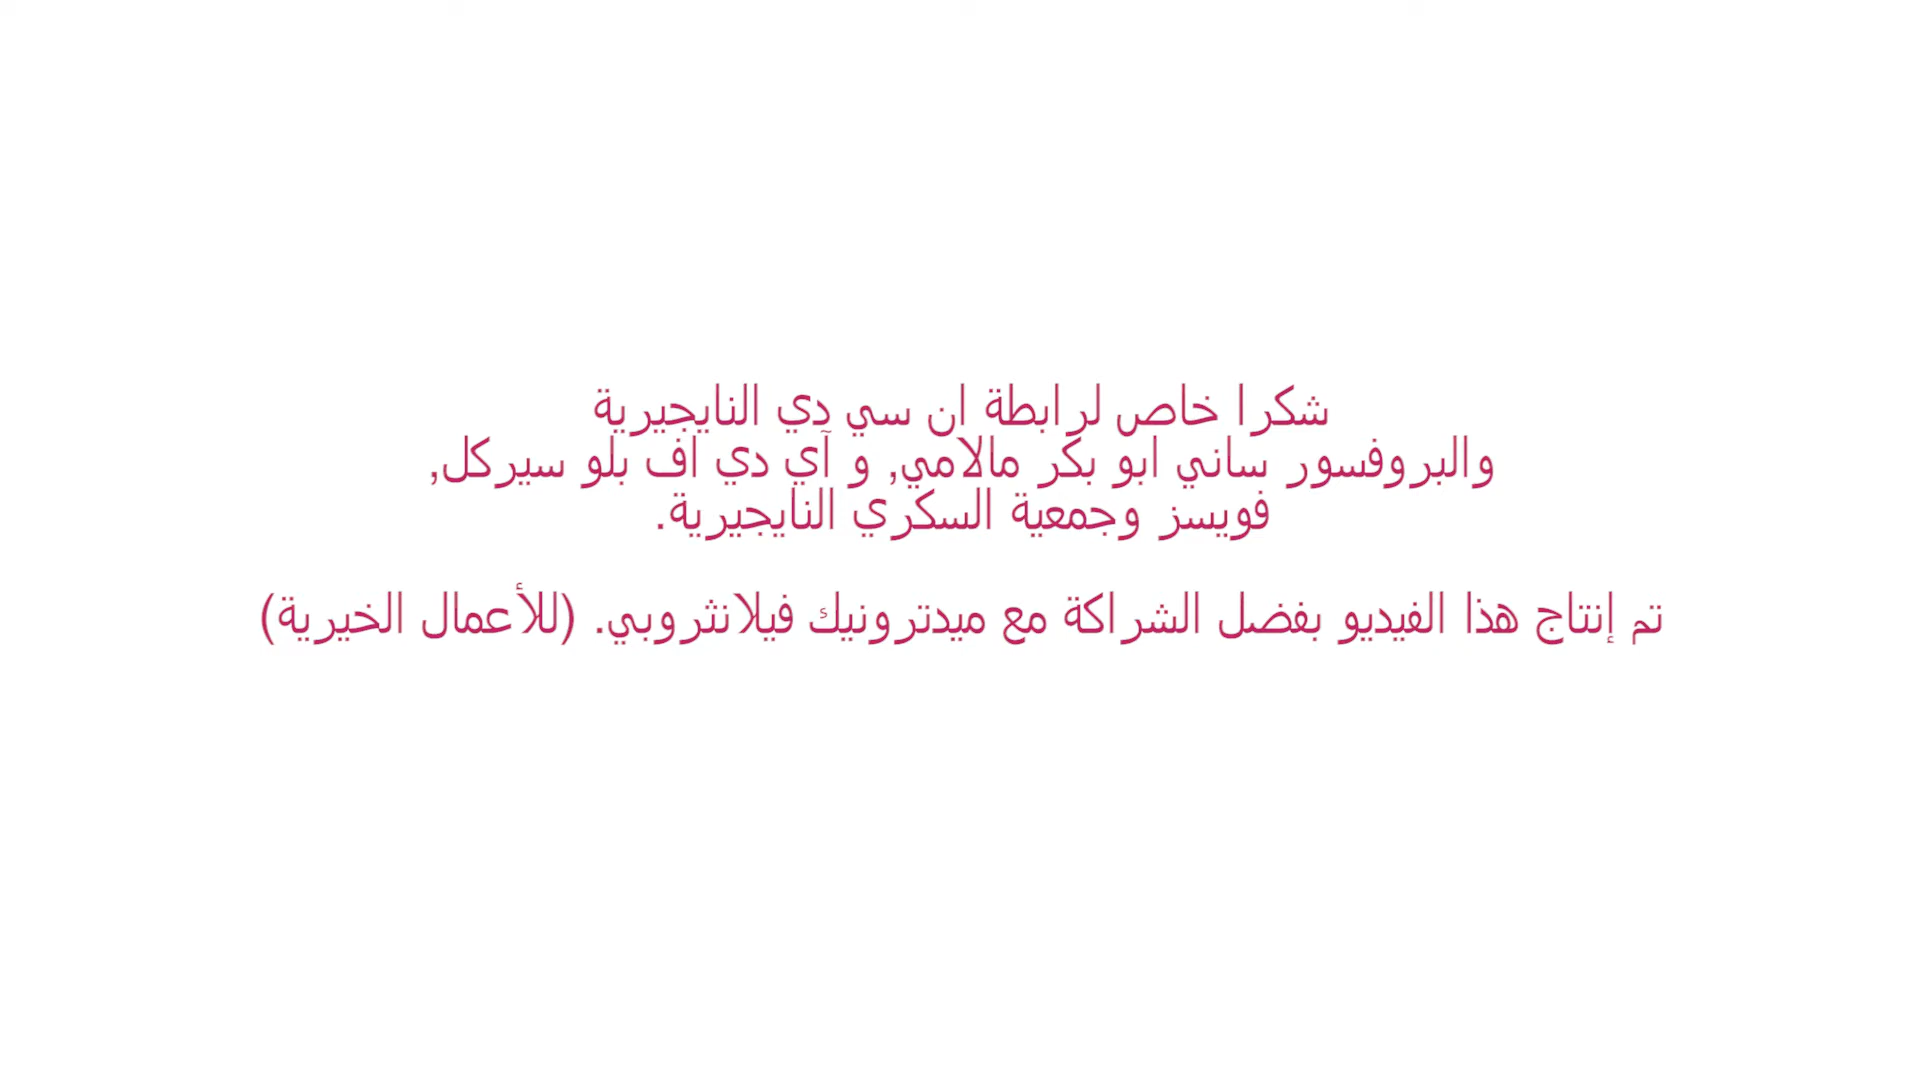 شكرا خاص لرابطة ان سي دي النايجيرية
والبروفسور ساني ابو بكر مالامي, و آي دي اف بلو سيركل,
فويسز وجمعية السكري النايجيرية.
تم إنتاج هذا الفيديو بفضل الشراكة مع ميدترونيك فيلانثروبي. (للأعمال الخيرية)